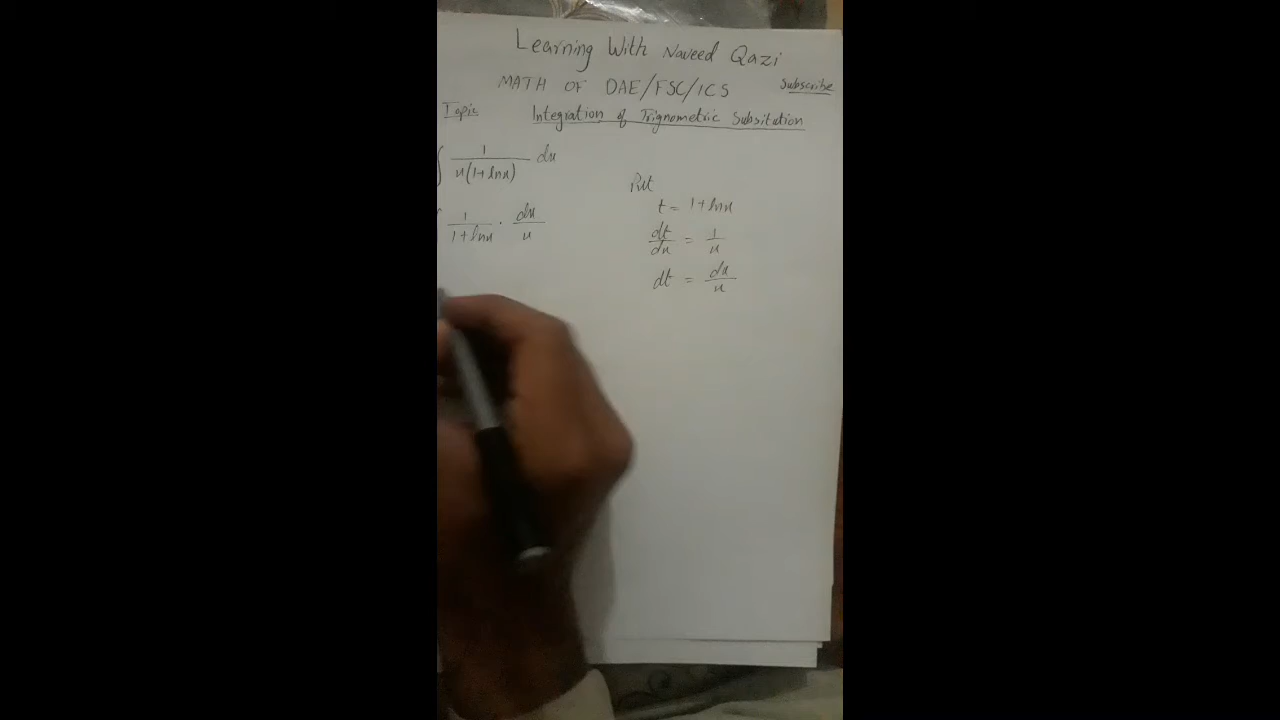 Learning With Naveed Qazi
MATH OF DAE/FSC/ICS
Subscribe
Topic
Integration of Trignometric Subsitution
∫ 1/x(1+lnx) dx
1/1+lnx · dx/x
Put
t = 1+lnx
dt/dx = 1/x
dt = dx/x